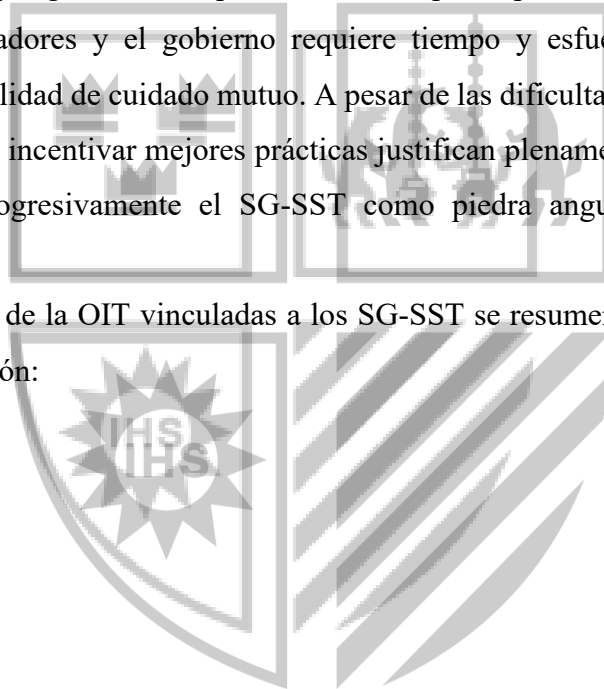 adores y el gobierno requiere tiempo y esfue
lidad de cuidado mutuo. A pesar de las dificulta
incentivar mejores prácticas justifican plename
ogresivamente el SG-SST como piedra angu
de la OIT vinculadas a los SG-SST se resume
ón:
IHS
IHS